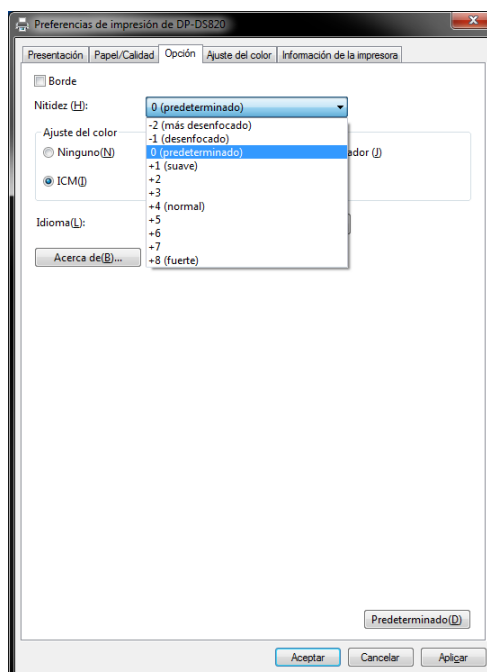 Preferencias de impresión de DP-DS820
Presentación Papel/Calidad Opción Ajuste del color Información de la impresora
Borde
Nitidez (H): 0 (predeterminado)
-2 (más desenfocado)
-1 (desenfocado)
0 (predeterminado)
+1 (suave)
+2
+3
+4 (normal)
+5
+6
+7
+8 (fuerte)
Ajuste del color
Ninguno(N) ador (J)
ICM(I)
Idioma(L):
Acerca de(B)...
Predeterminado(D)
Aceptar Cancelar Aplicar